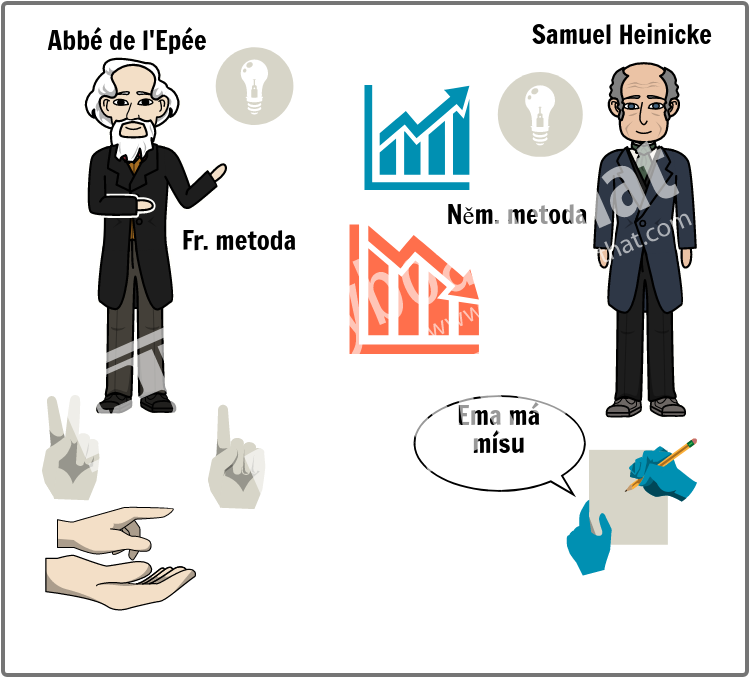 Abbé de l'Epée
Samuel Heinicke
Něm. metoda
Fr. metoda
Ema má
mísu